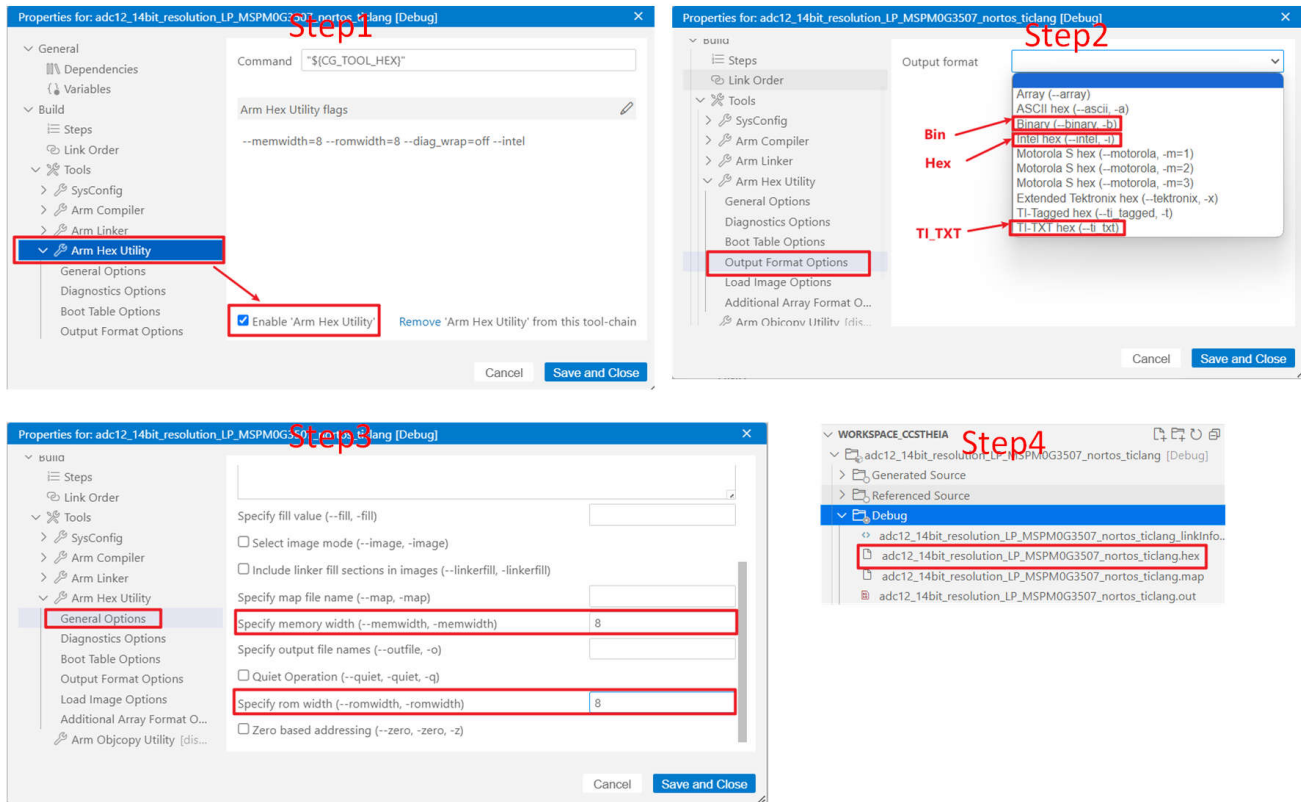 Properties for: adc12_14bit_resolution_LP_MSPM0G3507_nortos_ticlang [Debug]
Step1
General
Dependencies
Variables
Build
Steps
Link Order
Tools
SysConfig
Arm Compiler
Arm Linker
Arm Hex Utility
General Options
Diagnostics Options
Boot Table Options
Output Format Options
Command "${CG_TOOL_HEX}"
Arm Hex Utility flags
--memwidth=8 --romwidth=8 --diag_wrap=off --intel
Enable 'Arm Hex Utility' Remove 'Arm Hex Utility' from this tool-chain
Cancel Save and Close
Properties for: adc12_14bit_resolution_LP_MSPM0G3507_nortos_ticlang [Debug]
Step2
Build
Steps
Link Order
Tools
SysConfig
Arm Compiler
Arm Linker
Arm Hex Utility
General Options
Diagnostics Options
Boot Table Options
Output Format Options
Load Image Options
Additional Array Format O...
Arm Objcopy Utility [dis...
Output format
Array (--array)
ASCII hex (--ascii, -a)
Binary (--binary, -b)
Intel hex (--intel, -i)
Motorola S hex (--motorola, -m=1)
Motorola S hex (--motorola, -m=2)
Motorola S hex (--motorola, -m=3)
Extended Tektronix hex (--tektronix, -x)
TI-Tagged hex (--ti_tagged, -t)
TI-TXT hex (--ti_txt)
Bin
Hex
TI_TXT
Cancel Save and Close
Properties for: adc12_14bit_resolution_LP_MSPM0G3507_nortos_ticlang [Debug]
Step3
Build
Steps
Link Order
Tools
SysConfig
Arm Compiler
Arm Linker
Arm Hex Utility
General Options
Diagnostics Options
Boot Table Options
Output Format Options
Load Image Options
Additional Array Format O...
Arm Objcopy Utility [dis...
Specify fill value (--fill, -fill)
Select image mode (--image, -image)
Include linker fill sections in images (--linkerfill, -linkerfill)
Specify map file name (--map, -map)
Specify memory width (--memwidth, -memwidth) 8
Specify output file names (--outfile, -o)
Quiet Operation (--quiet, -quiet, -q)
Specify rom width (--romwidth, -romwidth) 8
Zero based addressing (--zero, -zero, -z)
Cancel Save and Close
WORKSPACE_CCSTHEIA
Step4
adc12_14bit_resolution_LP_MSPM0G3507_nortos_ticlang [Debug]
Generated Source
Referenced Source
Debug
adc12_14bit_resolution_LP_MSPM0G3507_nortos_ticlang_linkInfo..
adc12_14bit_resolution_LP_MSPM0G3507_nortos_ticlang.hex
adc12_14bit_resolution_LP_MSPM0G3507_nortos_ticlang.map
adc12_14bit_resolution_LP_MSPM0G3507_nortos_ticlang.out